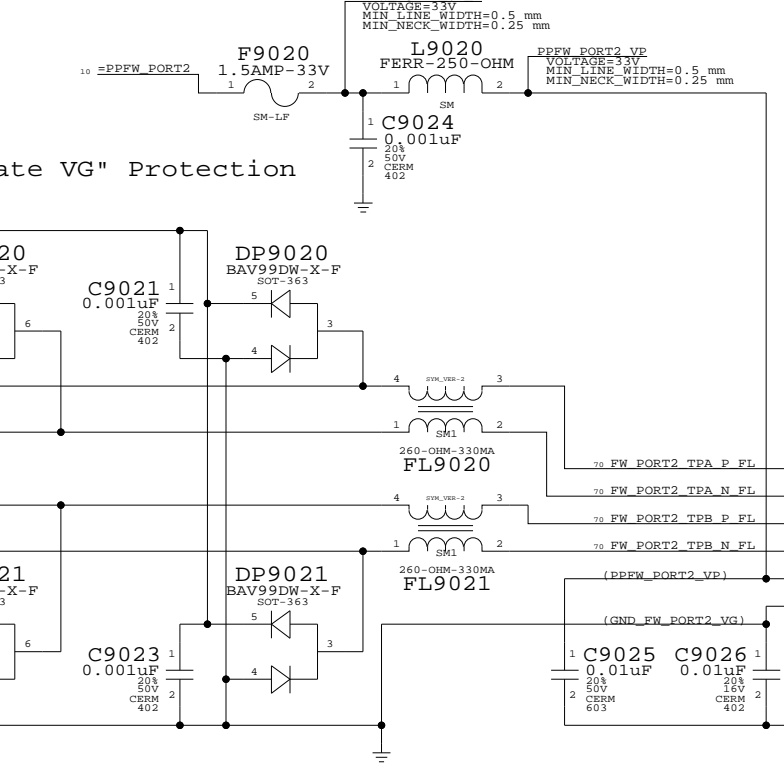 VOLTAGE=33V
MIN_LINE_WIDTH=0.5 mm
MIN_NECK_WIDTH=0.25 mm
F9020
1.5AMP-33V
1 2
SM-LF
10 =PPFW_PORT2
L9020
FERR-250-OHM
1 2
SM
PPFW_PORT2_VP
VOLTAGE=33V
MIN_LINE_WIDTH=0.5 mm
MIN_NECK_WIDTH=0.25 mm
1
C9024
0.001uF
20%
50V
CERM
402
2
ate VG" Protection
20
-X-F
3
6
C9021
0.001uF
20%
50V
CERM
402
1
2
DP9020
BAV99DW-X-F
SOT-363
5
3
4
4 SYM_VER-2 3
1 SM1 2
260-OHM-330MA
FL9020
70 FW_PORT2_TPA_P_FL
70 FW_PORT2_TPA_N_FL
4 SYM_VER-2 3
70 FW_PORT2_TPB_P_FL
1 SM1 2
70 FW_PORT2_TPB_N_FL
260-OHM-330MA
FL9021
21
-X-F
3
6
DP9021
BAV99DW-X-F
SOT-363
5
3
4
C9023
0.001uF
20%
50V
CERM
402
1
2
(PPFW_PORT2_VP)
(GND_FW_PORT2_VG)
1
C9025
0.01uF
20%
50V
CERM
603
2
C9026
0.01uF
20%
16V
CERM
402
1
2